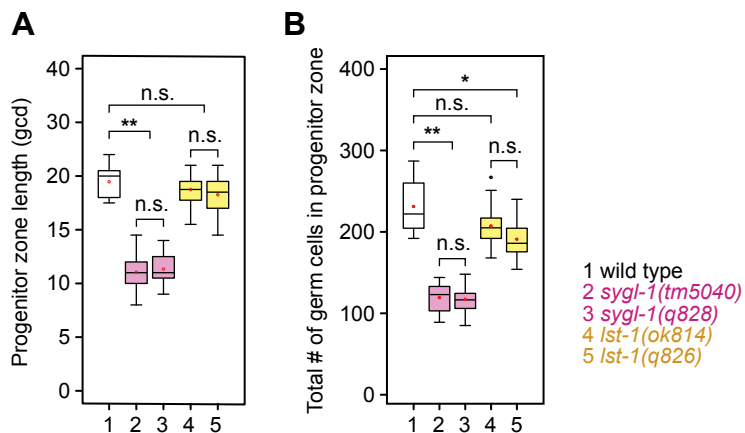 A
B
Progenitor zone length (gcd)
40
30
20
15
10
5
0
n.s.
**
n.s.
n.s.
1 2 3 4 5
Total # of germ cells in progenitor zone
400
300
200
100
0
*
n.s.
**
n.s.
n.s.
1 2 3 4 5
1 wild type
2 sygl-1(tm5040)
3 sygl-1(q828)
4 lst-1(ok814)
5 lst-1(q826)